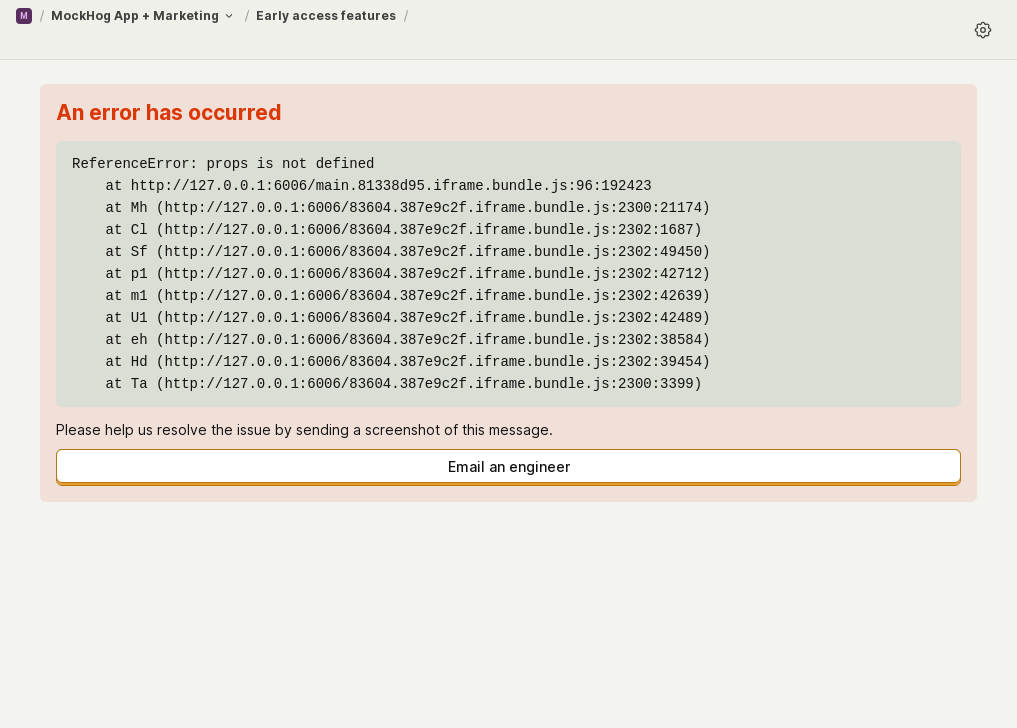 M / MockHog App + Marketing / Early access features /
An error has occurred
ReferenceError: props is not defined
    at http://127.0.0.1:6006/main.81338d95.iframe.bundle.js:96:192423
    at Mh (http://127.0.0.1:6006/83604.387e9c2f.iframe.bundle.js:2300:21174)
    at Cl (http://127.0.0.1:6006/83604.387e9c2f.iframe.bundle.js:2302:1687)
    at Sf (http://127.0.0.1:6006/83604.387e9c2f.iframe.bundle.js:2302:49450)
    at p1 (http://127.0.0.1:6006/83604.387e9c2f.iframe.bundle.js:2302:42712)
    at m1 (http://127.0.0.1:6006/83604.387e9c2f.iframe.bundle.js:2302:42639)
    at U1 (http://127.0.0.1:6006/83604.387e9c2f.iframe.bundle.js:2302:42489)
    at eh (http://127.0.0.1:6006/83604.387e9c2f.iframe.bundle.js:2302:38584)
    at Hd (http://127.0.0.1:6006/83604.387e9c2f.iframe.bundle.js:2302:39454)
    at Ta (http://127.0.0.1:6006/83604.387e9c2f.iframe.bundle.js:2300:3399)
Please help us resolve the issue by sending a screenshot of this message.
Email an engineer